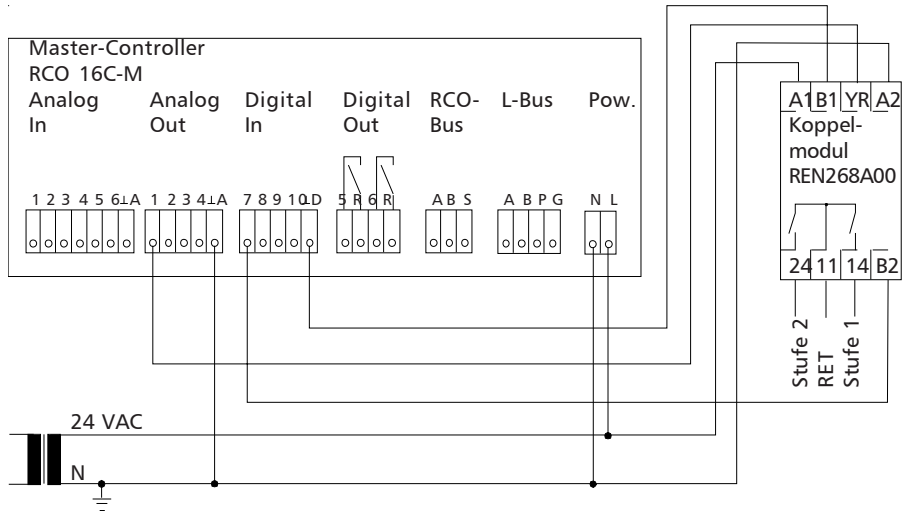 Master-Controller
RCO 16C-M
Analog In
Analog Out
Digital In
Digital Out
RCO-Bus
L-Bus
Pow.
1 2 3 4 5 6⊥A
1 2 3 4⊥A
7 8 9 10⊥D
5 R 6 R
A B S
A B P G
N L
A1 B1 YR A2
Koppel-
modul
REN268A00
24 11 14 B2
Stufe 2
RET
Stufe 1
24 VAC
N